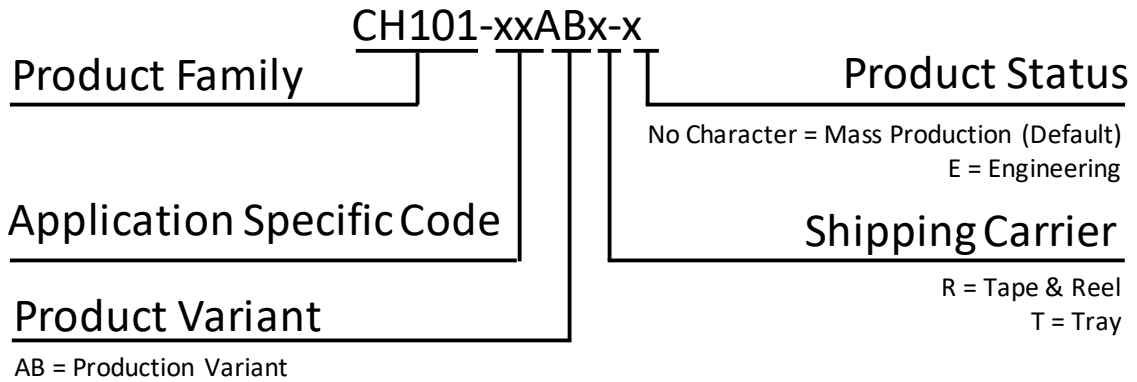 CH101-xxABx-x
Product Family
Product Status
No Character = Mass Production (Default)
E = Engineering
Application Specific Code
Shipping Carrier
R = Tape & Reel
T = Tray
Product Variant
AB = Production Variant